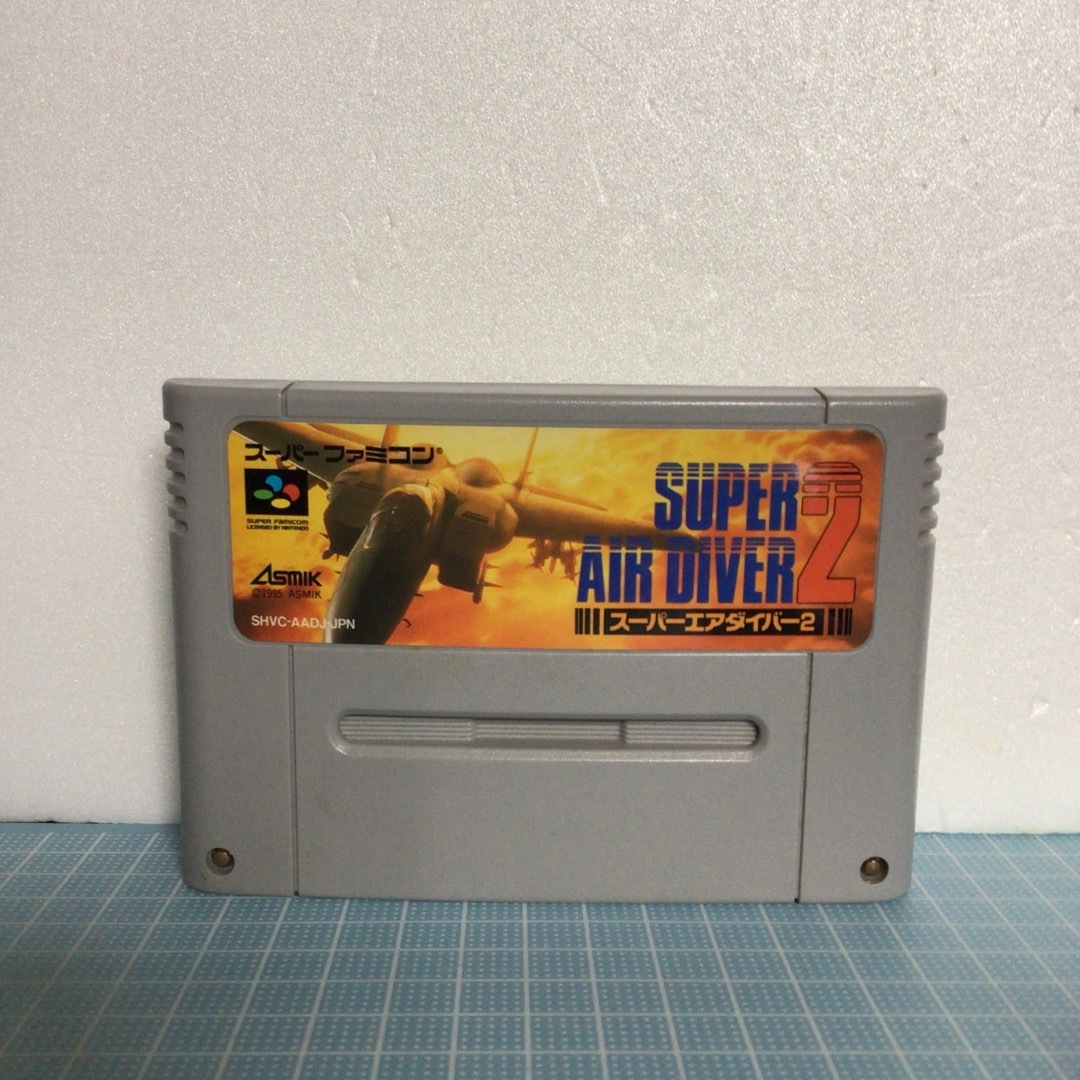 スーパーファミコン®
SUPER FAMICOM
LICENSED BY NINTENDO
ASMIK
©1995 ASMIK
SHVC-AADJ-JPN
SUPER
AIR DIVER 2
スーパーエアダイバー2